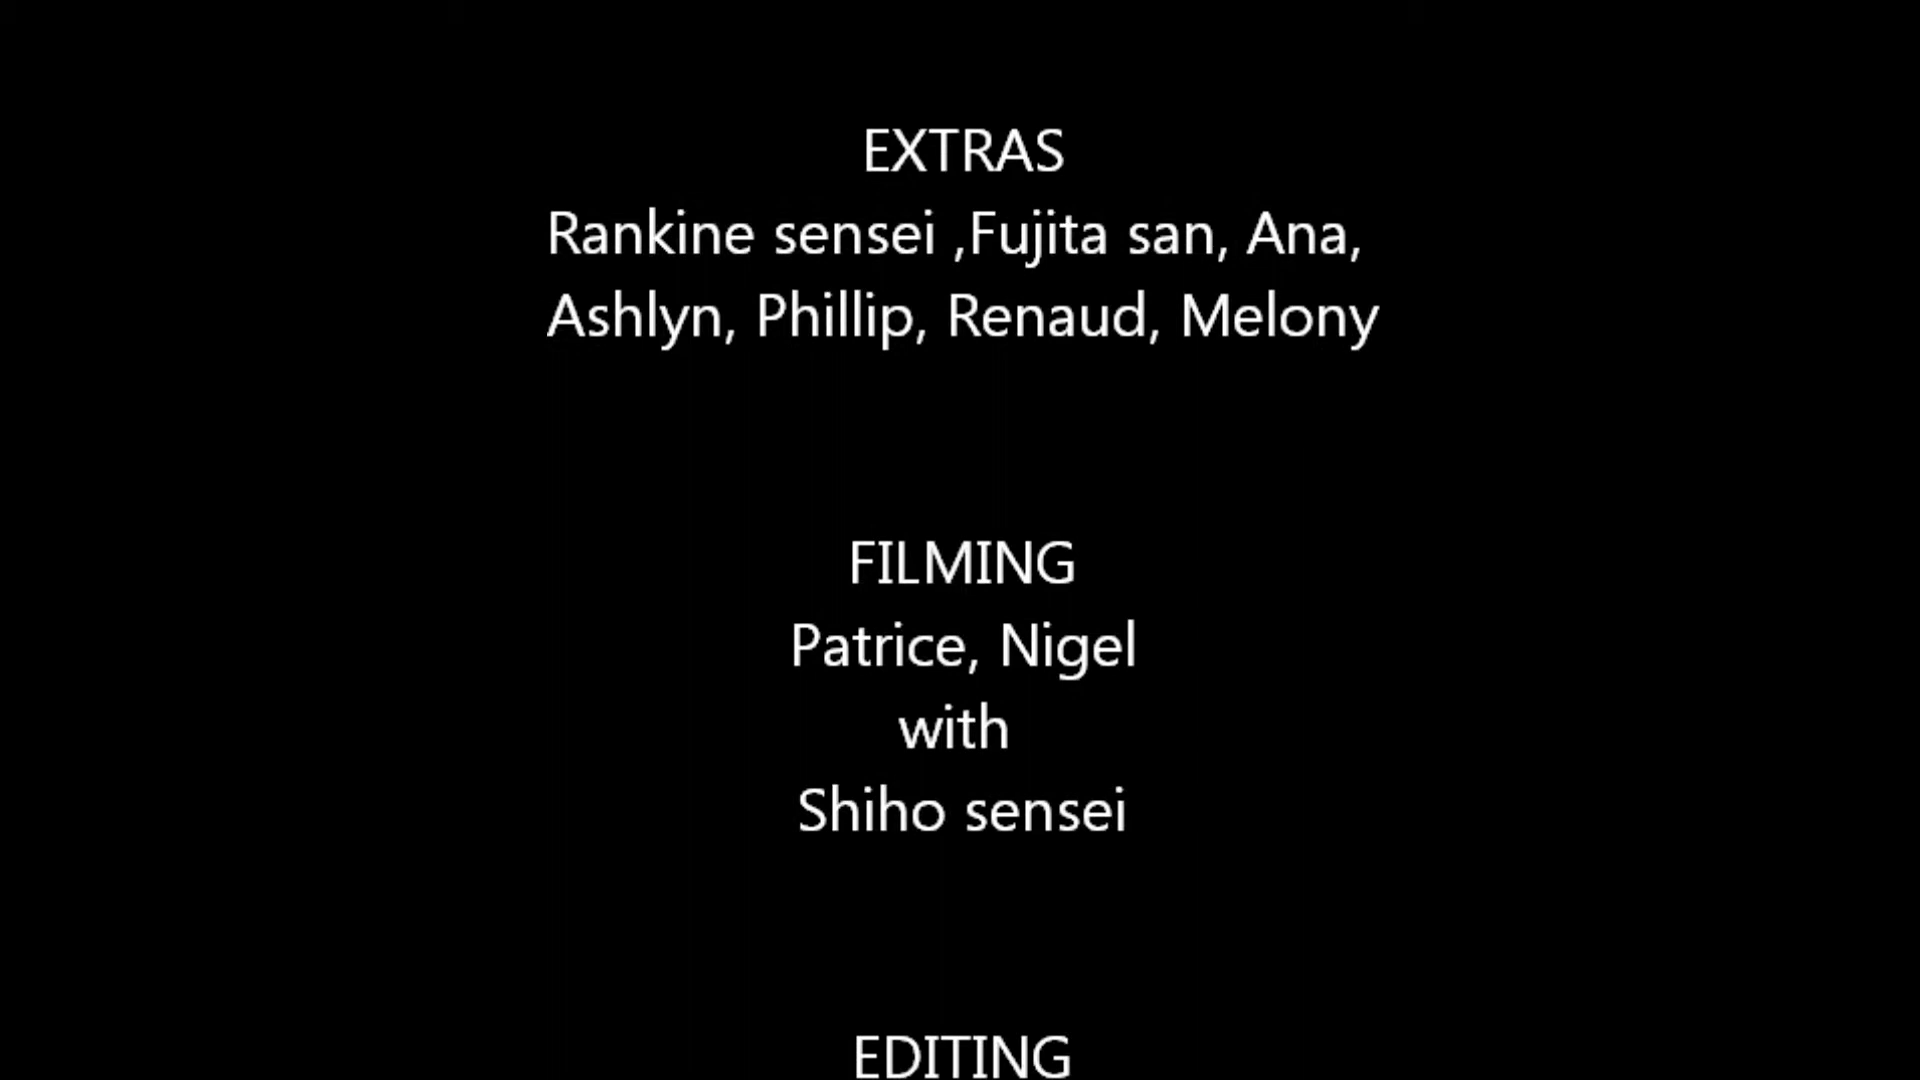 EXTRAS
Rankine sensei ,Fujita san, Ana,
Ashlyn, Phillip, Renaud, Melony
FILMING
Patrice, Nigel
with
Shiho sensei
EDITING